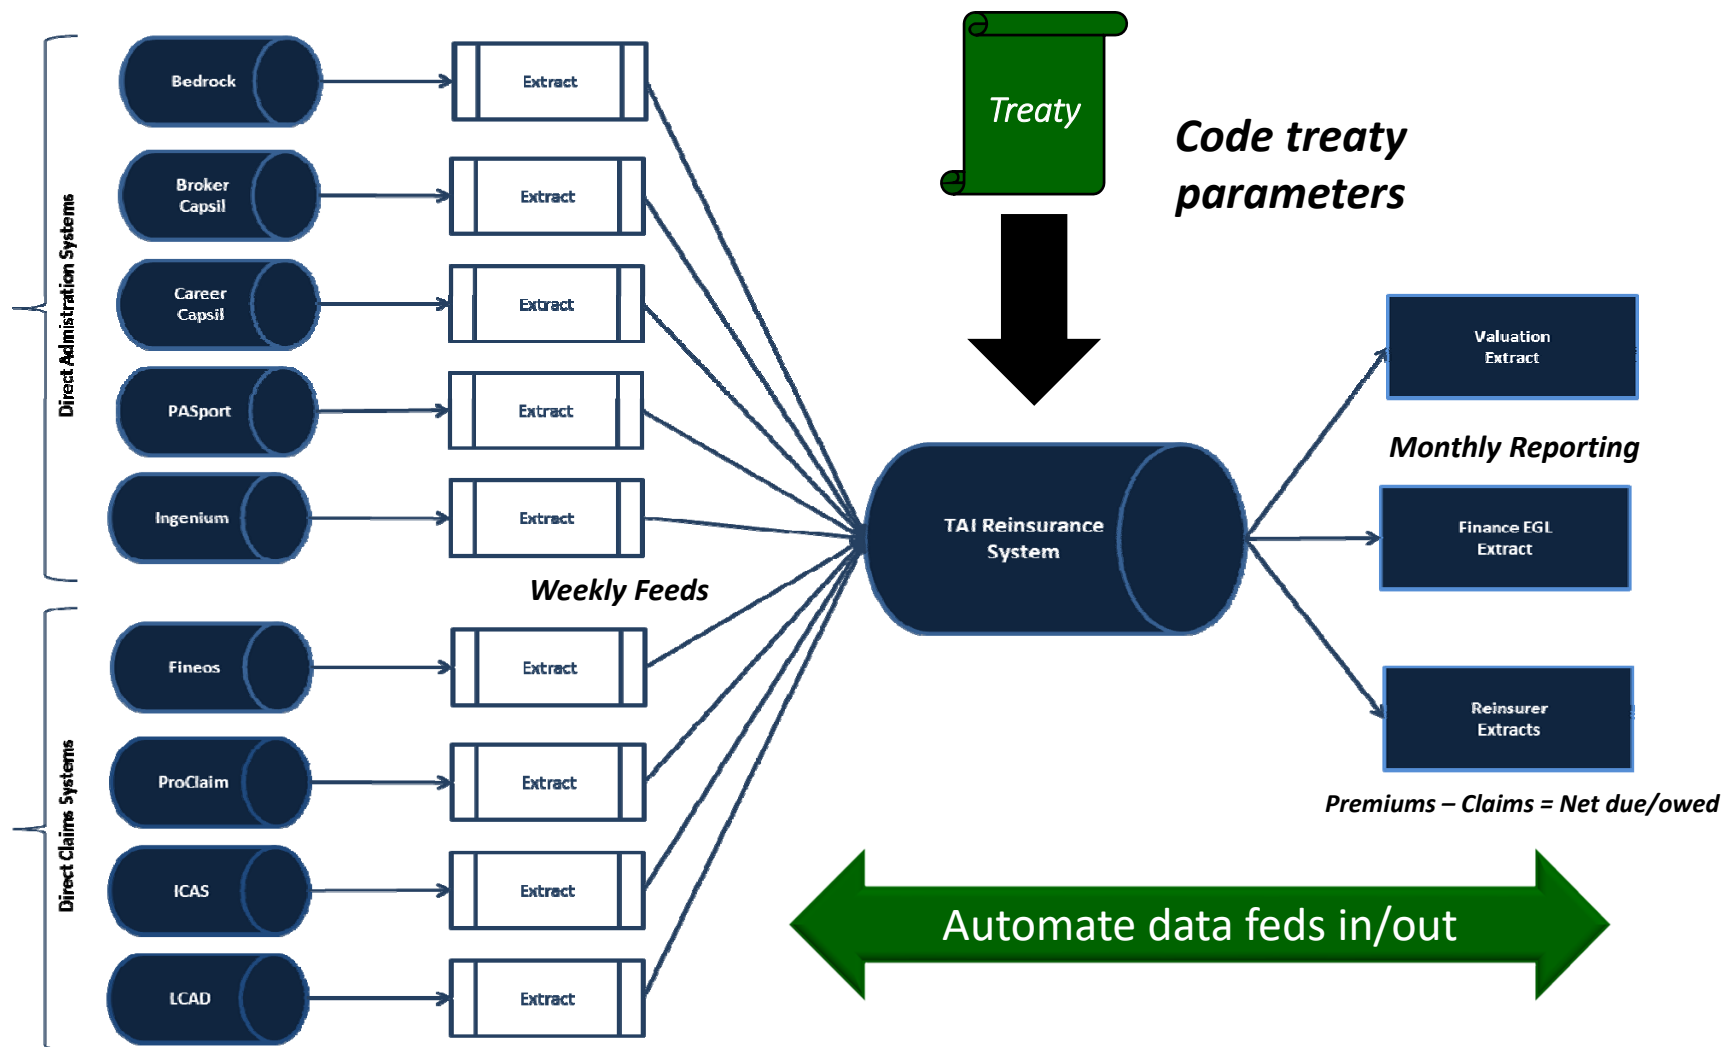 Direct Administration Systems
Bedrock
Extract
Broker
Capsil
Extract
Career
Capsil
Extract
PASport
Extract
Ingenium
Extract
Weekly Feeds
Direct Claims Systems
Fineos
Extract
ProClaim
Extract
ICAS
Extract
LCAD
Extract
Treaty
Code treaty
parameters
TAI Reinsurance
System
Valuation
Extract
Monthly Reporting
Finance EGL
Extract
Reinsurer
Extracts
Premiums – Claims = Net due/owed
Automate data feds in/out